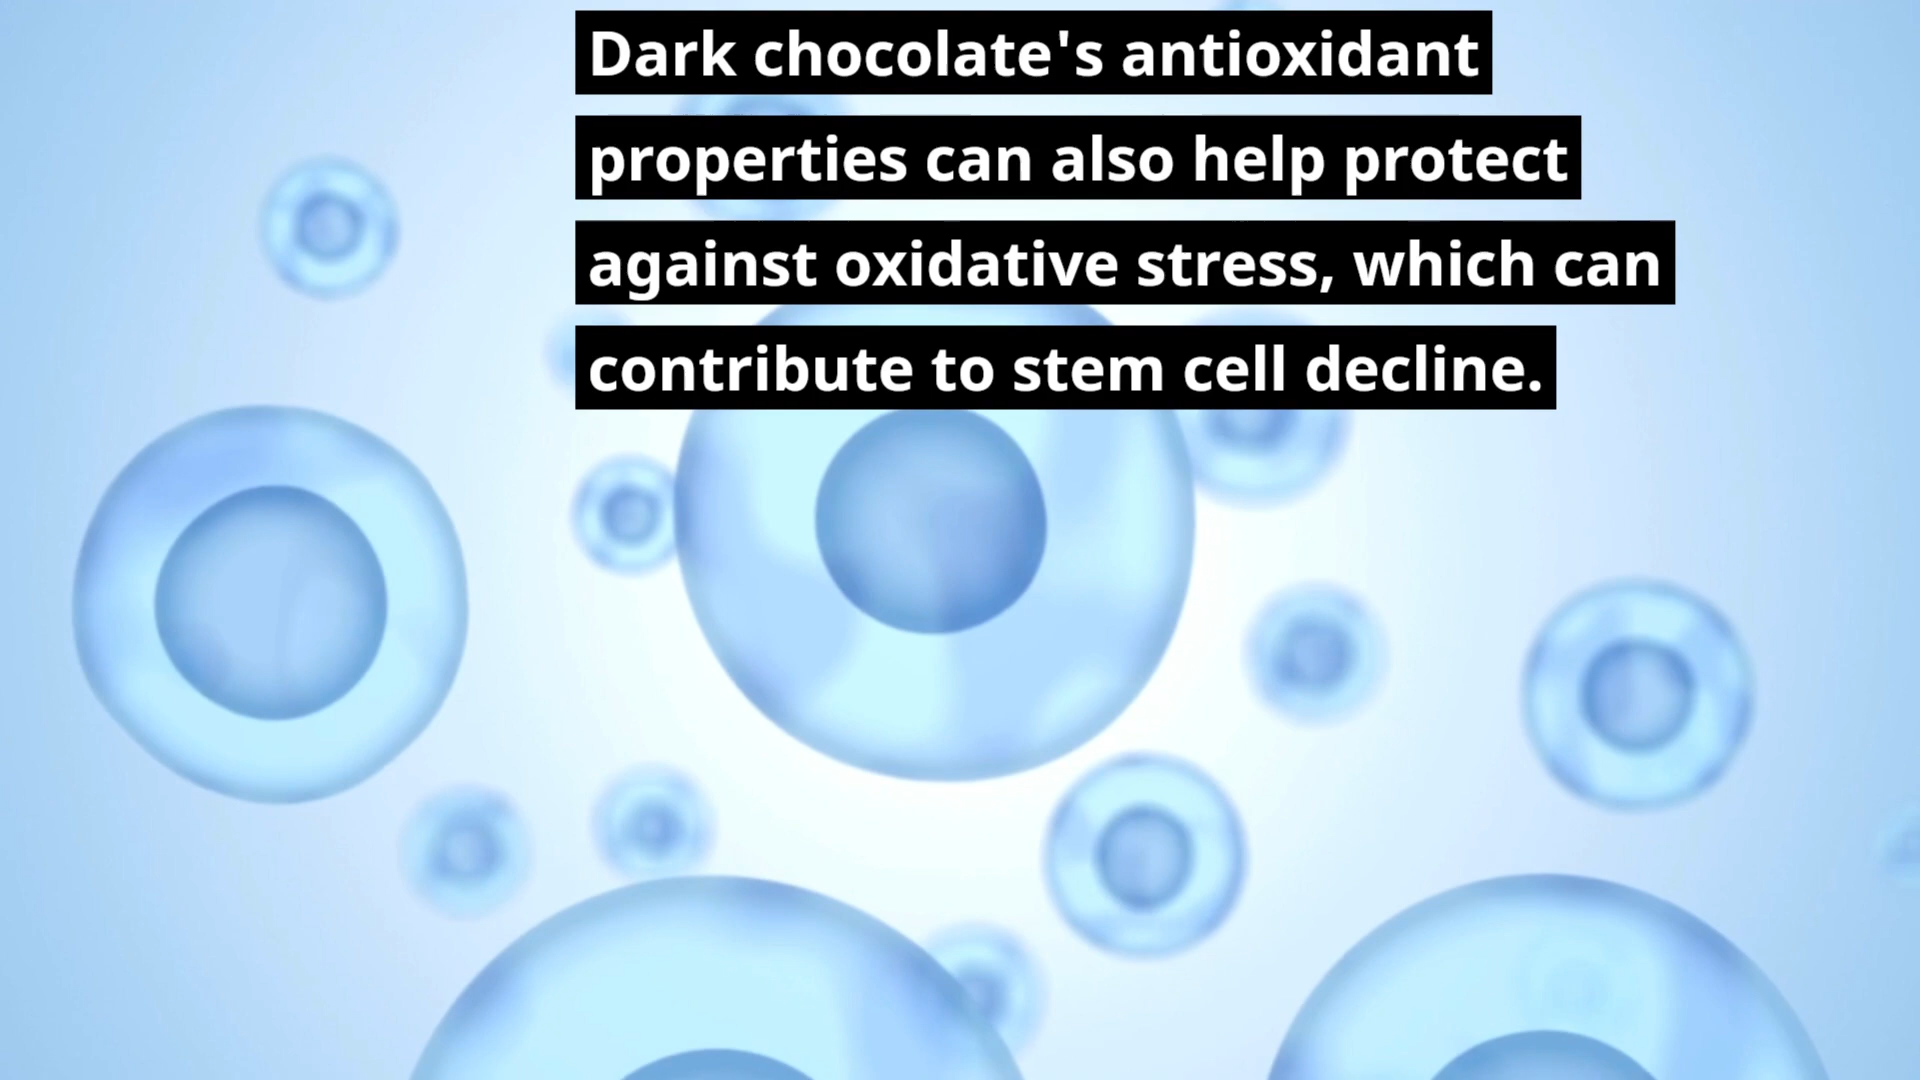 Dark chocolate's antioxidant
properties can also help protect
against oxidative stress, which can
contribute to stem cell decline.